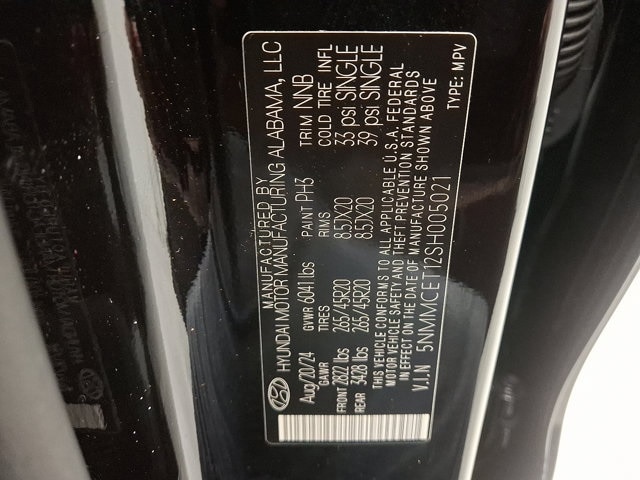 MANUFACTURED BY
HYUNDAI MOTOR MANUFACTURING ALABAMA, LLC
Aug/20/24 GVWR 6041 lbs PAINT PH3 TRIM NNB
GAWR TIRES RIMS COLD TIRE INFL
FRONT 2822 lbs 265/45R20 8.5JX20 33 psi SINGLE
REAR 3428 lbs 265/45R20 8.5JX20 39 psi SINGLE
THIS VEHICLE CONFORMS TO ALL APPLICABLE U.S.A. FEDERAL
MOTOR VEHICLE SAFETY AND THEFT PREVENTION STANDARDS
IN EFFECT ON THE DATE OF MANUFACTURE SHOWN ABOVE
V.I.N 5NMMCET12SH005021 TYPE: MPV